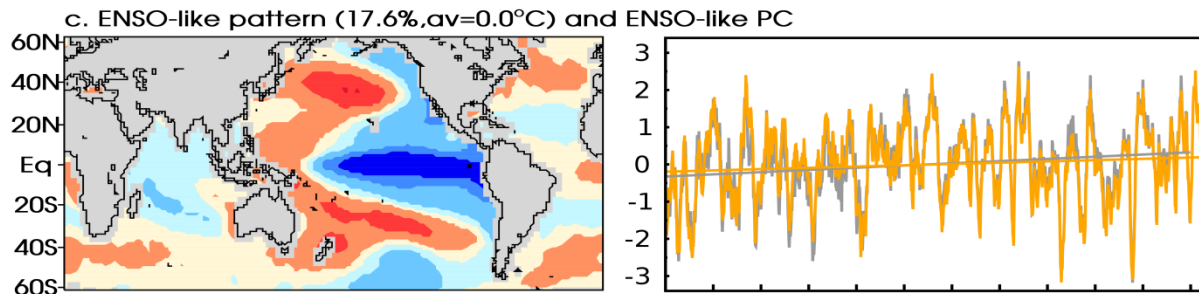 c. ENSO-like pattern (17.6%,av=0.0°C) and ENSO-like PC
60N
40N
20N
Eq
20S
40S
60S
3
2
1
0
-1
-2
-3